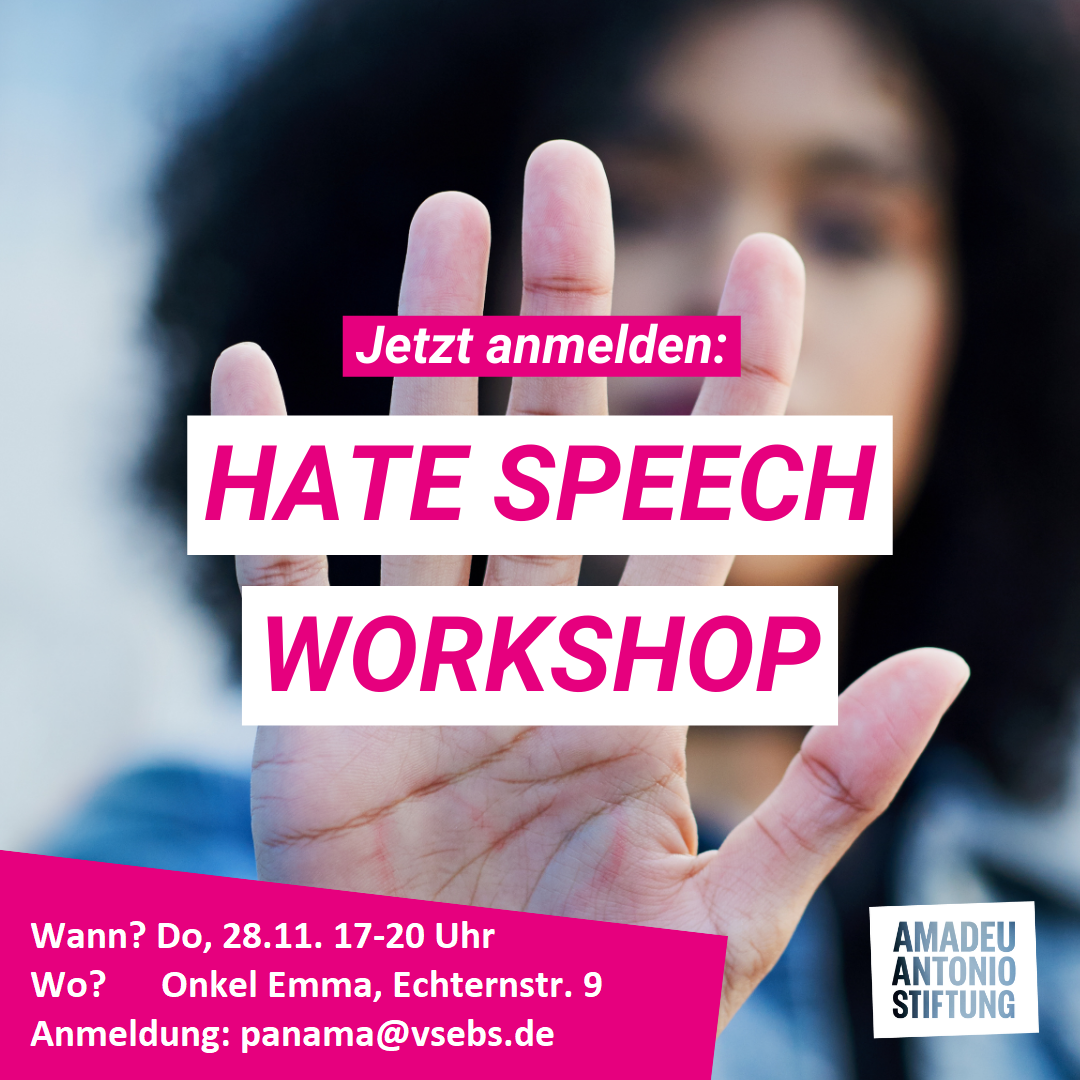 Jetzt anmelden:
HATE SPEECH
WORKSHOP
Wann? Do, 28.11. 17-20 Uhr
Wo? Onkel Emma, Echternstr. 9
Anmeldung: panama@vsebs.de
AMADEU
ANTONIO
STIFTUNG